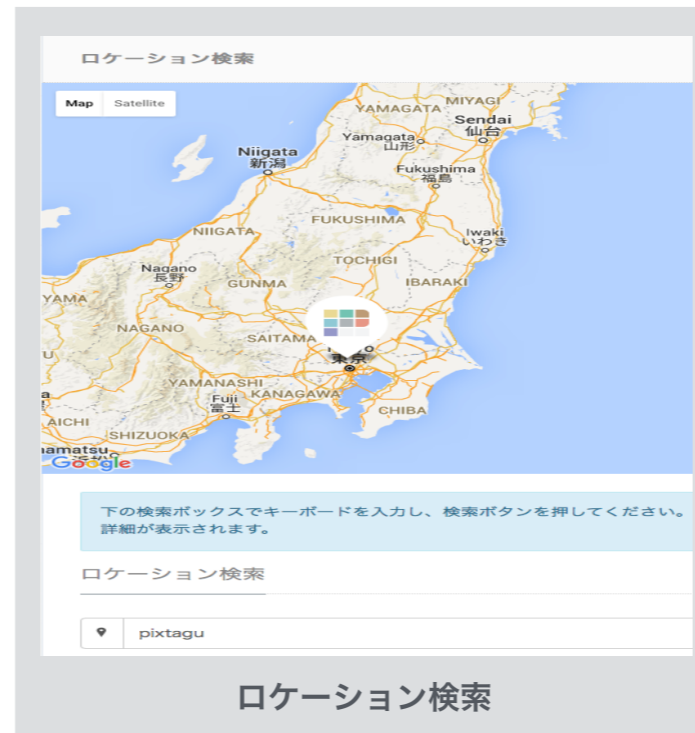 ロケーション検索
Map Satellite
YAMAGATA
MIYAGI
Sendai
仙台
Yamagata
山形
Niigata
新潟
Fukushima
福島
FUKUSHIMA
NIIGATA
Iwaki
いわき
TOCHIGI
Nagano
長野
GUNMA
IBARAKI
YAMA
NAGANO
SAITAMA
東京
U
YAMANASHI
a
Fuji
富士
KANAGAWA
CHIBA
AICHI
SHIZUOKA
amatsu
浜松
Google
下の検索ボックスでキーボードを入力し、検索ボタンを押してください。
詳細が表示されます。
ロケーション検索
pixtagu
ロケーション検索